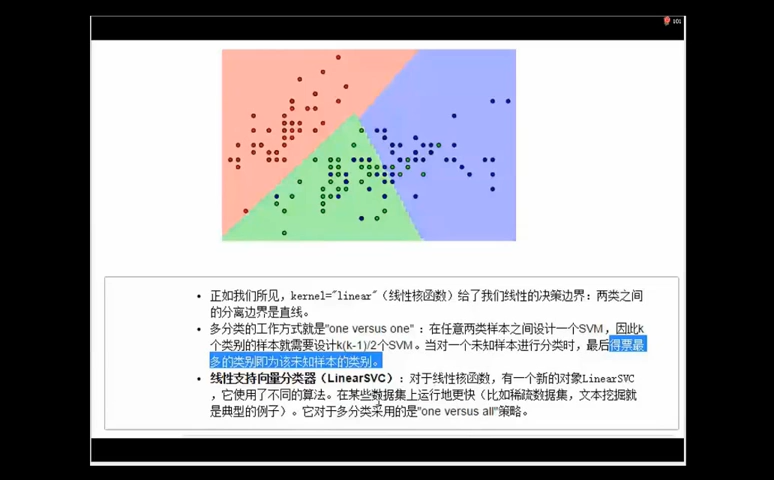 101
正如我们所见，kernel="linear"（线性核函数）给了我们线性的决策边界：两类之间
的分离边界是直线。
多分类的工作方式就是"one versus one" ：在任意两类样本之间设计一个SVM，因此k
个类别的样本就需要设计k(k-1)/2个SVM。当对一个未知样本进行分类时，最后得票最
多的类别即为该未知样本的类别。
线性支持向量分类器（LinearSVC）：对于线性核函数，有一个新的对象LinearSVC
，它使用了不同的算法。在某些数据集上运行地更快（比如稀疏数据集，文本挖掘就
是典型的例子）。它对于多分类采用的是"one versus all"策略。